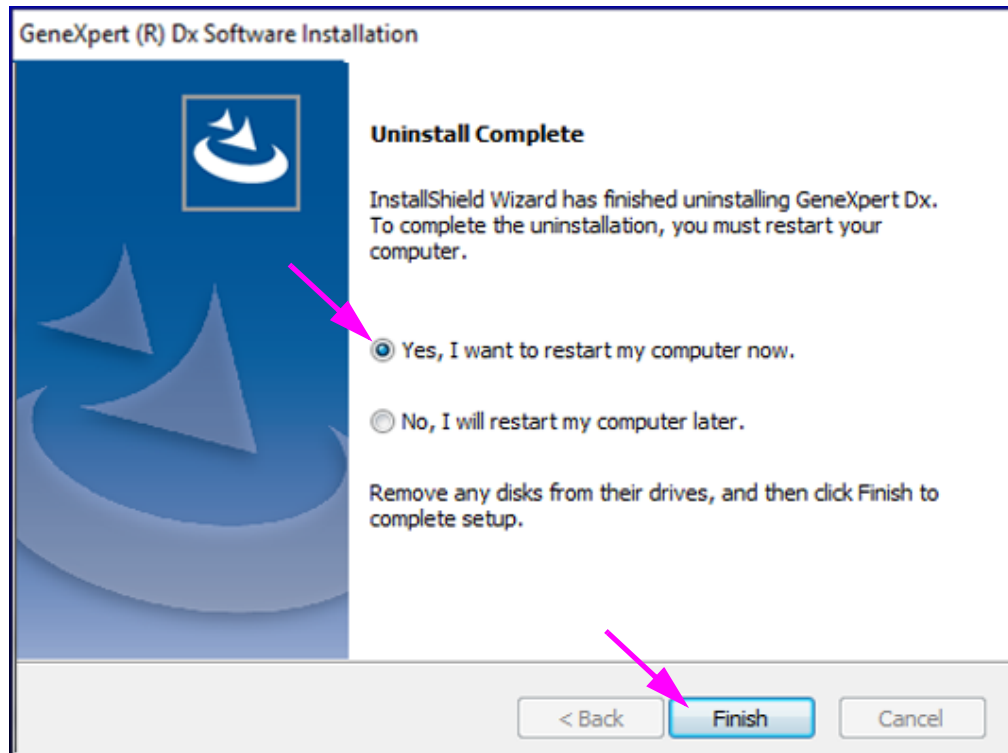 GeneXpert (R) Dx Software Installation
Uninstall Complete
InstallShield Wizard has finished uninstalling GeneXpert Dx.
To complete the uninstallation, you must restart your
computer.
Yes, I want to restart my computer now.
No, I will restart my computer later.
Remove any disks from their drives, and then click Finish to
complete setup.
< Back
Finish
Cancel